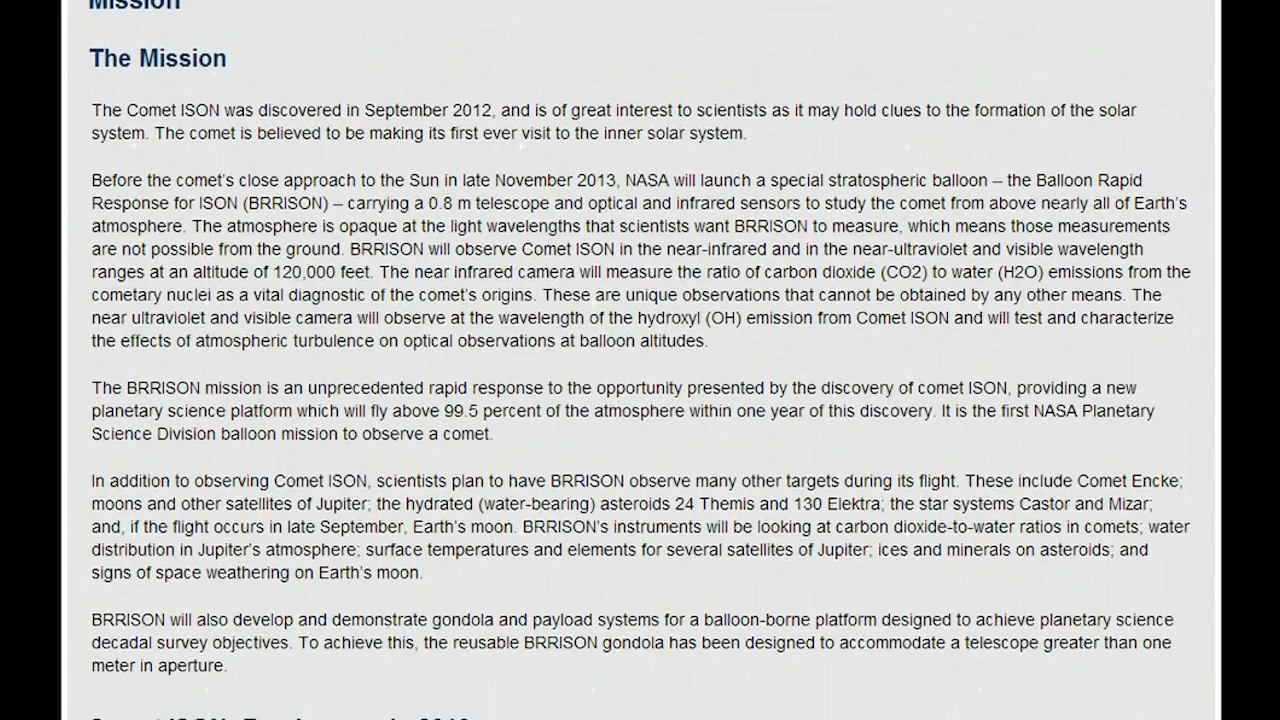 Mission
The Mission
The Comet ISON was discovered in September 2012, and is of great interest to scientists as it may hold clues to the formation of the solar
system. The comet is believed to be making its first ever visit to the inner solar system.
Before the comet's close approach to the Sun in late November 2013, NASA will launch a special stratospheric balloon – the Balloon Rapid
Response for ISON (BRRISON) – carrying a 0.8 m telescope and optical and infrared sensors to study the comet from above nearly all of Earth's
atmosphere. The atmosphere is opaque at the light wavelengths that scientists want BRRISON to measure, which means those measurements
are not possible from the ground. BRRISON will observe Comet ISON in the near-infrared and in the near-ultraviolet and visible wavelength
ranges at an altitude of 120,000 feet. The near infrared camera will measure the ratio of carbon dioxide (CO2) to water (H2O) emissions from the
cometary nuclei as a vital diagnostic of the comet's origins. These are unique observations that cannot be obtained by any other means. The
near ultraviolet and visible camera will observe at the wavelength of the hydroxyl (OH) emission from Comet ISON and will test and characterize
the effects of atmospheric turbulence on optical observations at balloon altitudes.
The BRRISON mission is an unprecedented rapid response to the opportunity presented by the discovery of comet ISON, providing a new
planetary science platform which will fly above 99.5 percent of the atmosphere within one year of this discovery. It is the first NASA Planetary
Science Division balloon mission to observe a comet.
In addition to observing Comet ISON, scientists plan to have BRRISON observe many other targets during its flight. These include Comet Encke;
moons and other satellites of Jupiter; the hydrated (water-bearing) asteroids 24 Themis and 130 Elektra; the star systems Castor and Mizar;
and, if the flight occurs in late September, Earth's moon. BRRISON's instruments will be looking at carbon dioxide-to-water ratios in comets; water
distribution in Jupiter's atmosphere; surface temperatures and elements for several satellites of Jupiter; ices and minerals on asteroids; and
signs of space weathering on Earth's moon.
BRRISON will also develop and demonstrate gondola and payload systems for a balloon-borne platform designed to achieve planetary science
decadal survey objectives. To achieve this, the reusable BRRISON gondola has been designed to accommodate a telescope greater than one
meter in aperture.